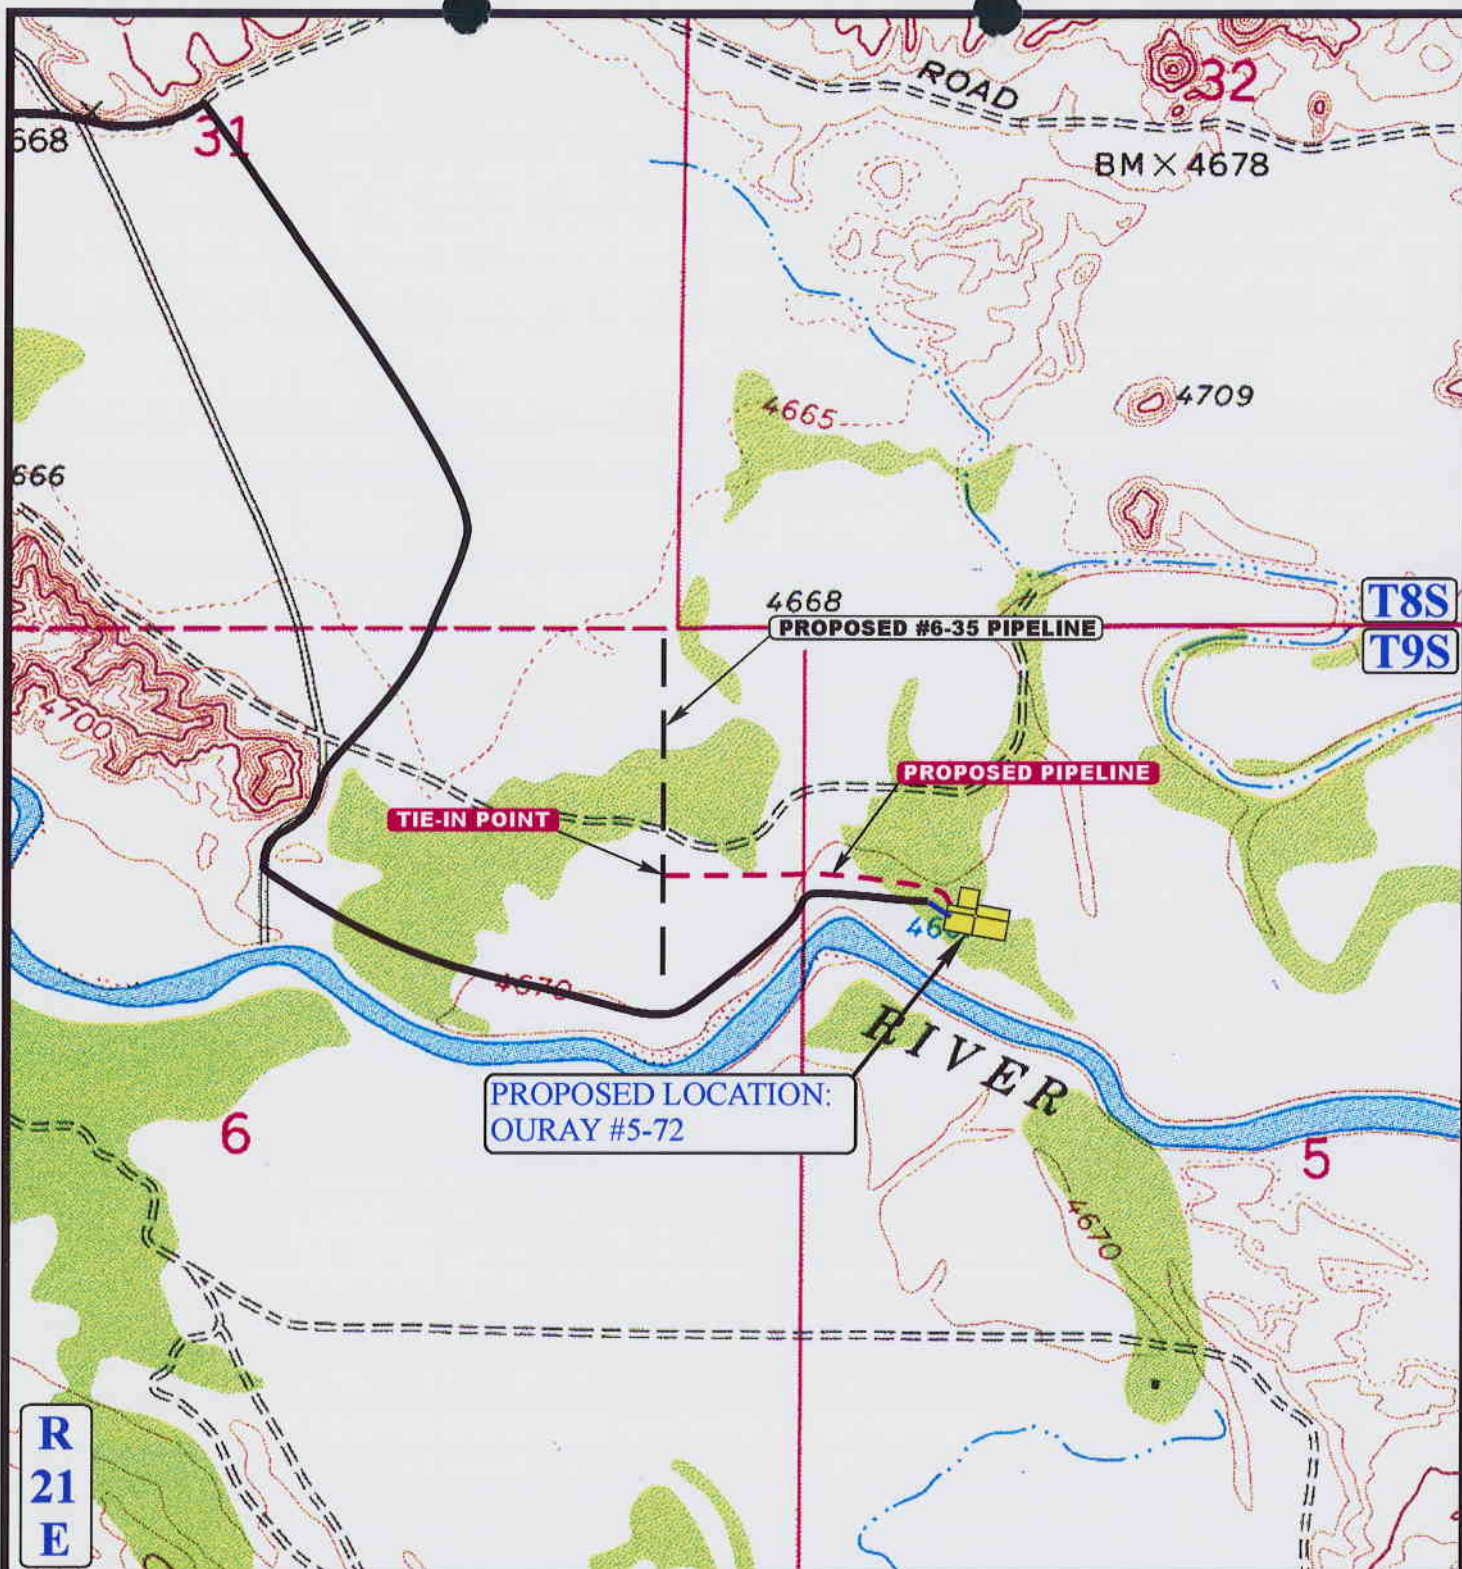 32
ROAD
31
668
BM × 4678
4709
4665
666
4668
T8S
PROPOSED #6-35 PIPELINE
T9S
4700
PROPOSED PIPELINE
TIE-IN POINT
4670
RIVER
PROPOSED LOCATION:
OURAY #5-72
6
5
4670
R
21
E